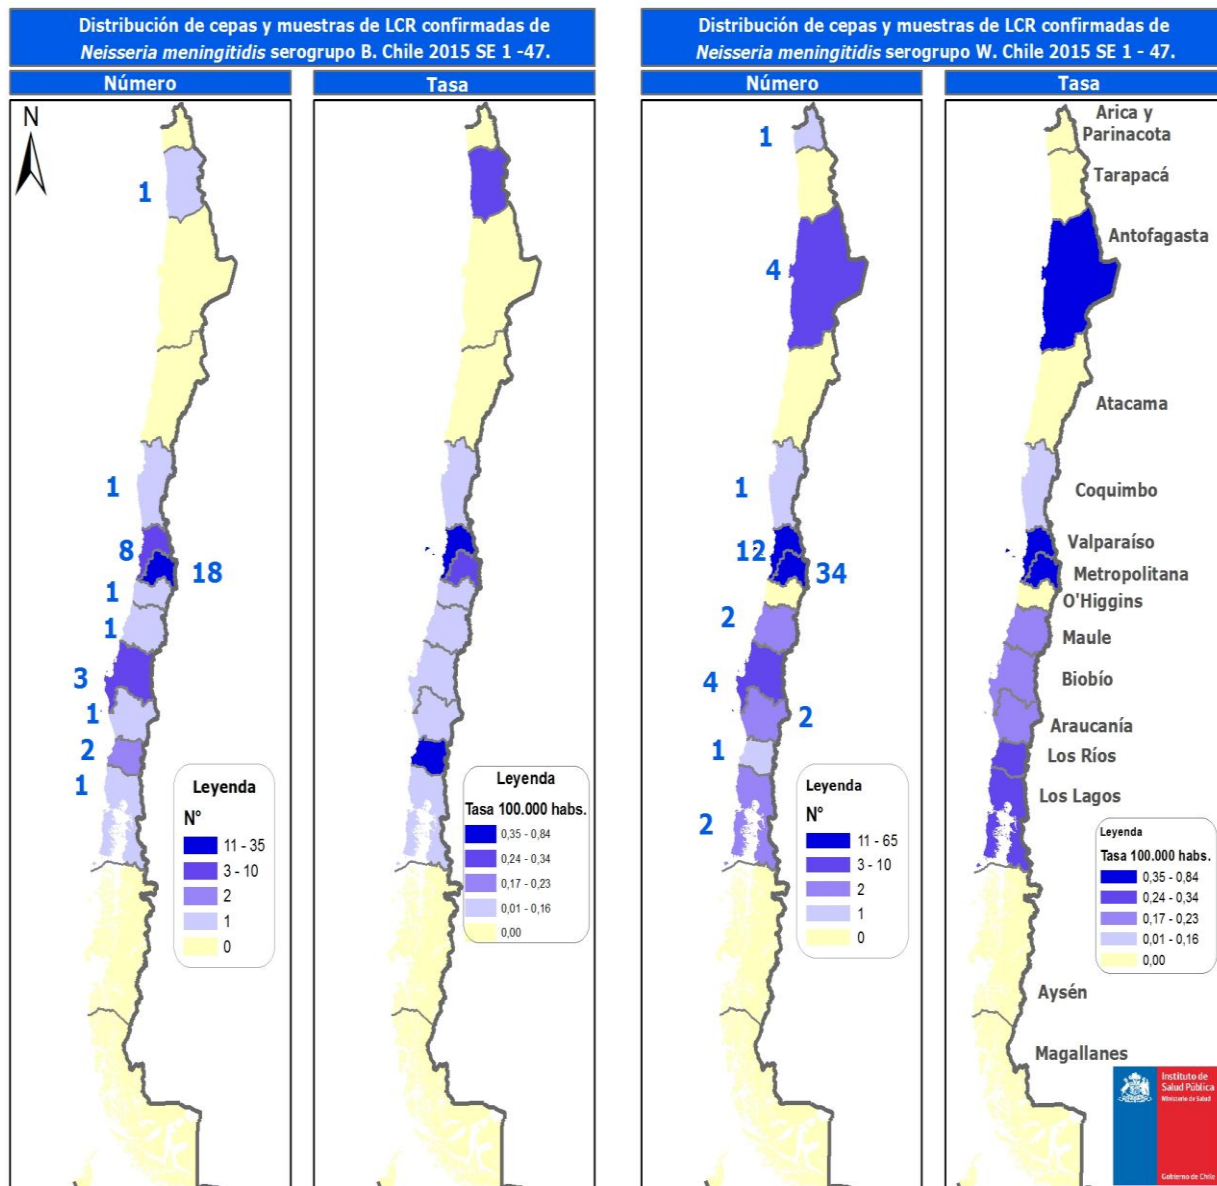 Distribución de cepas y muestras de LCR confirmadas de
Neisseria meningitidis serogrupo B. Chile 2015 SE 1 -47.
Número
Tasa
N
1
1
8
18
1
1
3
1
2
1
Leyenda
N°
11 - 35
3 - 10
2
1
0
Leyenda
Tasa 100.000 habs.
0,35 - 0,84
0,24 - 0,34
0,17 - 0,23
0,01 - 0,16
0,00
Distribución de cepas y muestras de LCR confirmadas de
Neisseria meningitidis serogrupo W. Chile 2015 SE 1 - 47.
Número
Tasa
1
4
1
12
34
2
4
2
1
2
Leyenda
N°
11 - 65
3 - 10
2
1
0
Arica y
Parinacota
Tarapacá
Antofagasta
Atacama
Coquimbo
Valparaíso
Metropolitana
O'Higgins
Maule
Biobío
Araucanía
Los Ríos
Los Lagos
Leyenda
Tasa 100.000 habs.
0,35 - 0,84
0,24 - 0,34
0,17 - 0,23
0,01 - 0,16
0,00
Aysén
Magallanes
Instituto de
Salud Pública
Ministerio de Salud
Gobierno de Chile